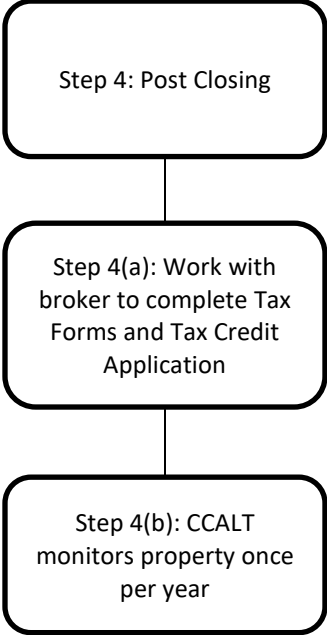 Step 4: Post Closing
Step 4(a): Work with
broker to complete Tax
Forms and Tax Credit
Application
Step 4(b): CCALT
monitors property once
per year